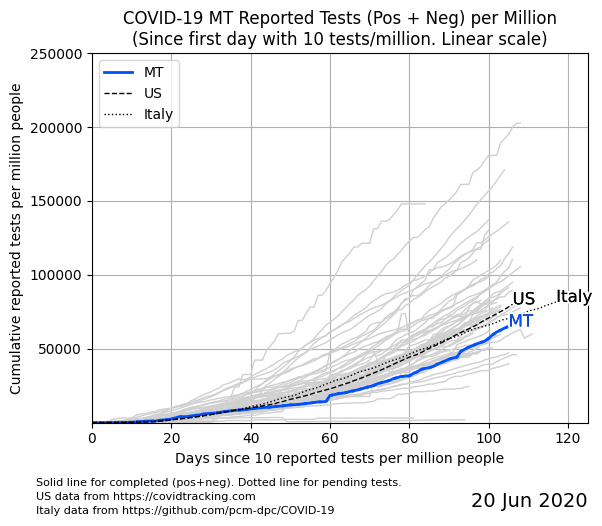 COVID-19 MT Reported Tests (Pos + Neg) per Million
(Since first day with 10 tests/million. Linear scale)
Cumulative reported tests per million people
250000
200000
150000
100000
50000
MT
US
Italy
US
Italy
MT
0
20
40
60
80
100
120
Days since 10 reported tests per million people
Solid line for completed (pos+neg). Dotted line for pending tests.
US data from https://covidtracking.com
Italy data from https://github.com/pcm-dpc/COVID-19
20 Jun 2020